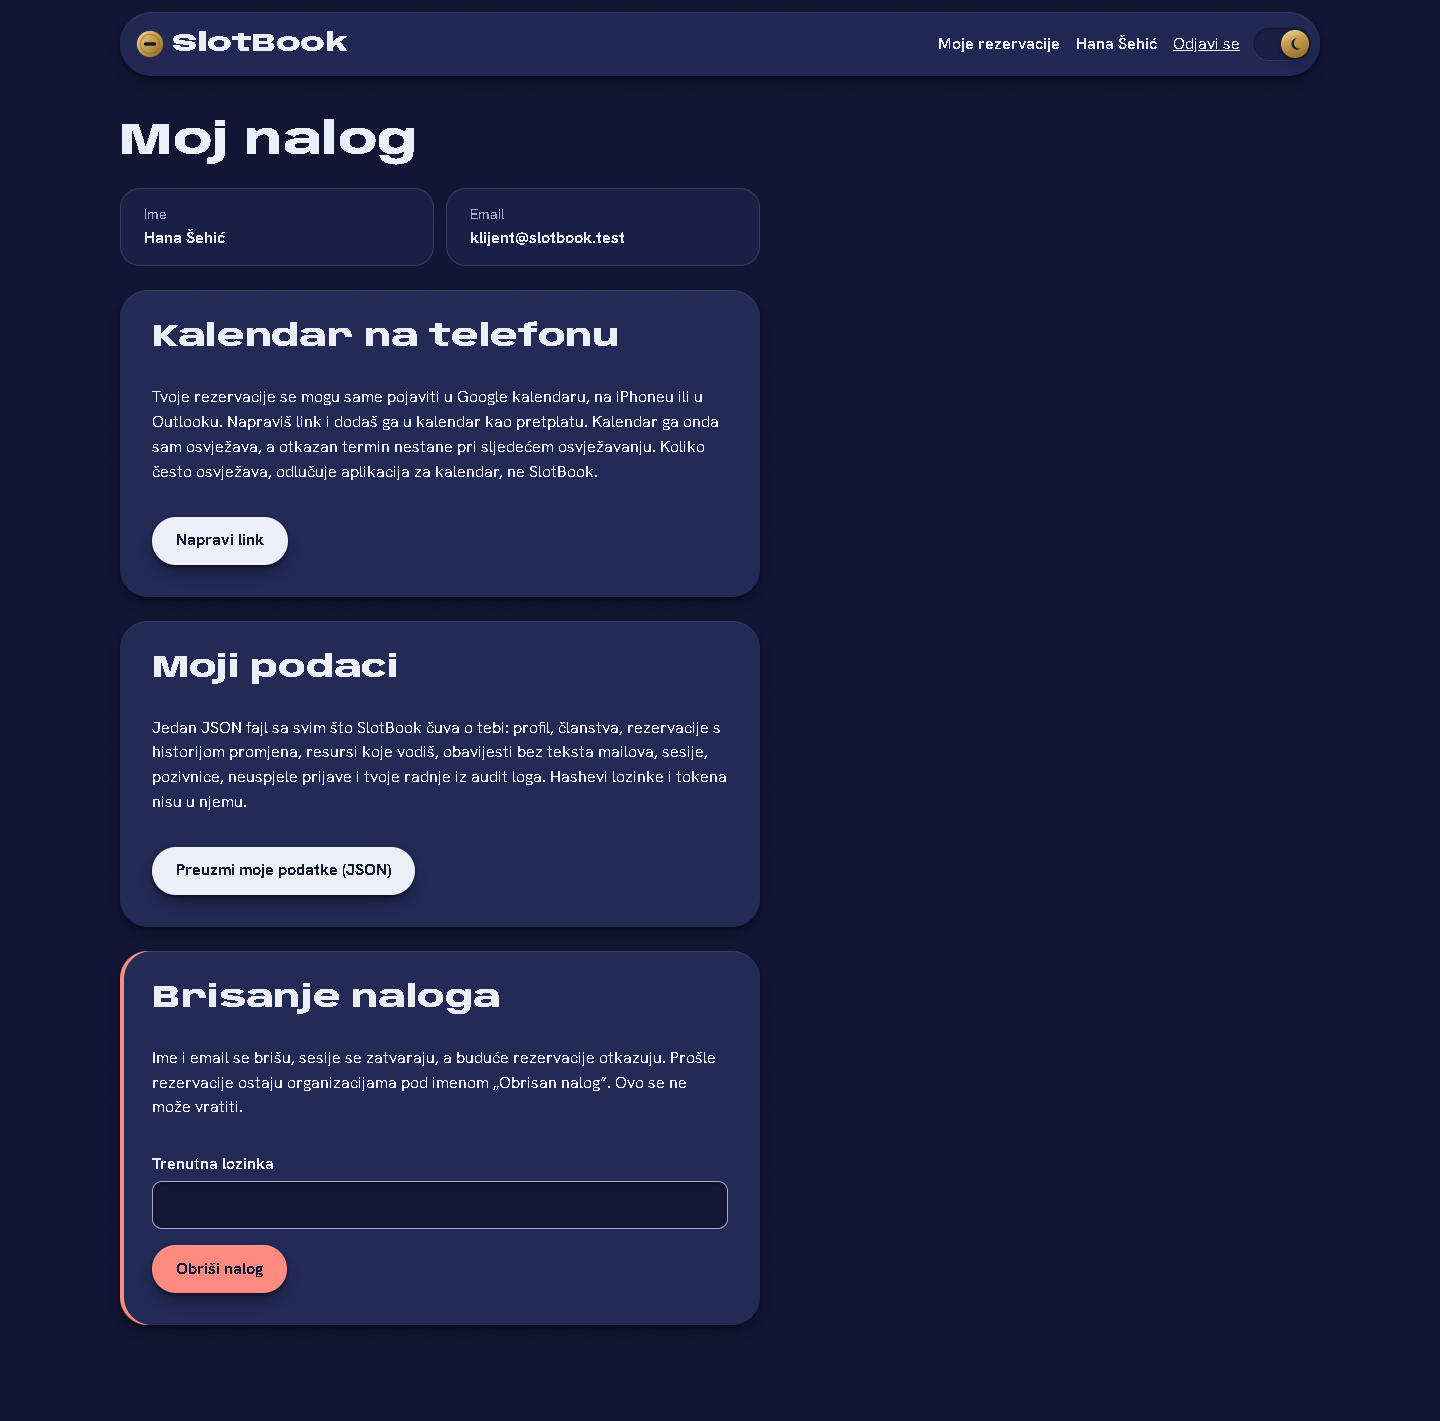 SlotBook
Moje rezervacije Hana Šehić Odjavi se
Moj nalog
Ime
Hana Šehić
Email
klijent@slotbook.test
Kalendar na telefonu
Tvoje rezervacije se mogu same pojaviti u Google kalendaru, na iPhoneu ili u
Outlooku. Napraviš link i dodaš ga u kalendar kao pretplatu. Kalendar ga onda
sam osvježava, a otkazan termin nestane pri sljedećem osvježavanju. Koliko
često osvježava, odlučuje aplikacija za kalendar, ne SlotBook.
Napravi link
Moji podaci
Jedan JSON fajl sa svim što SlotBook čuva o tebi: profil, članstva, rezervacije s
historijom promjena, resursi koje vodiš, obavijesti bez teksta mailova, sesije,
pozivnice, neuspjele prijave i tvoje radnje iz audit loga. Hashevi lozinke i tokena
nisu u njemu.
Preuzmi moje podatke (JSON)
Brisanje naloga
Ime i email se brišu, sesije se zatvaraju, a buduće rezervacije otkazuju. Prošle
rezervacije ostaju organizacijama pod imenom „Obrisan nalog”. Ovo se ne
može vratiti.
Trenutna lozinka
Obriši nalog